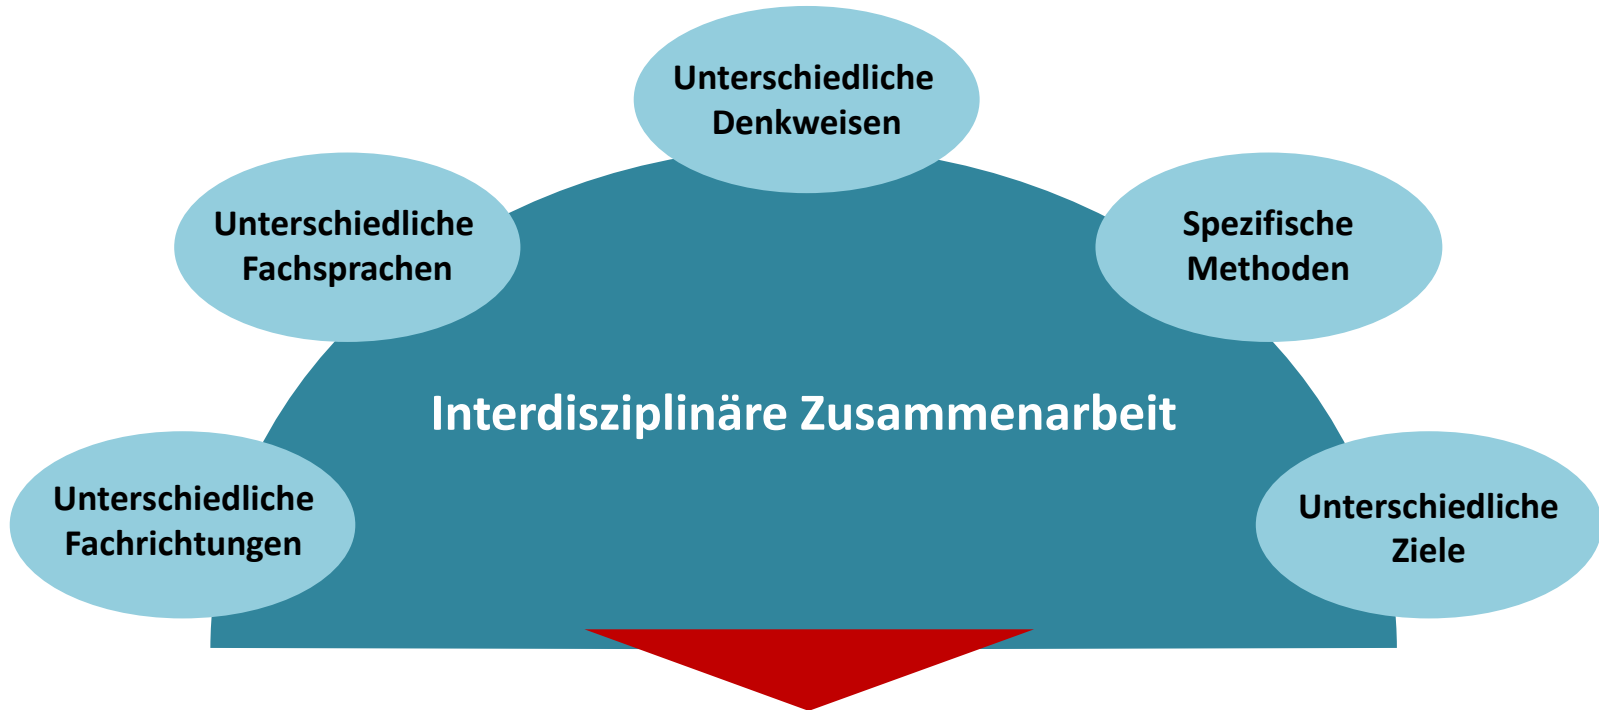 Unterschiedliche
Denkweisen
Unterschiedliche
Fachsprachen
Spezifische
Methoden
Interdisziplinäre Zusammenarbeit
Unterschiedliche
Fachrichtungen
Unterschiedliche
Ziele